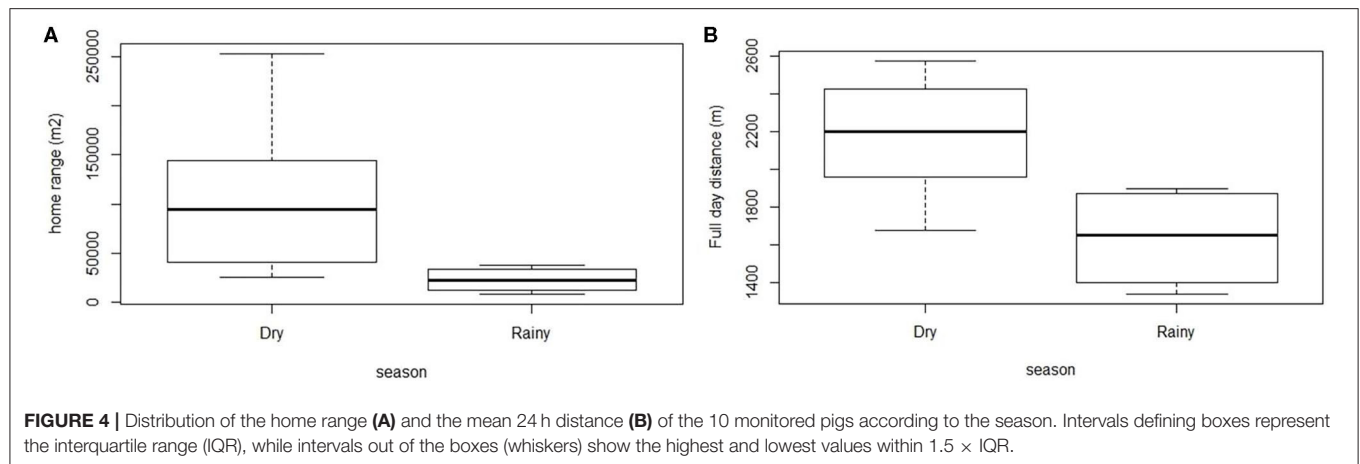 A
250000
150000
50000
0
home range (m2)
Dry
Rainy
season
B
2600
2200
1800
1400
Full day distance (m)
Dry
Rainy
season
FIGURE 4 | Distribution of the home range (A) and the mean 24 h distance (B) of the 10 monitored pigs according to the season. Intervals defining boxes represent
the interquartile range (IQR), while intervals out of the boxes (whiskers) show the highest and lowest values within 1.5 × IQR.